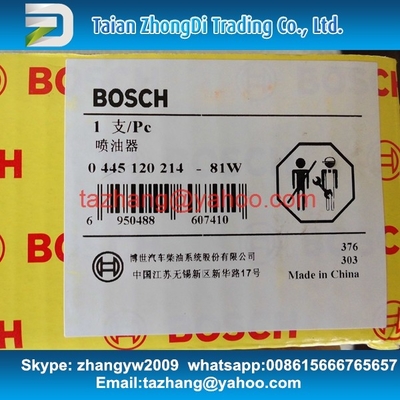 Taian ZhongDi Trading Co., Ltd
BOSCH
1 支/Pc
喷油器
0 445 120 214 - 81W
tazhang@yahoo.com
6 950488 607410
376
博世汽车柴油系统股份有限公司
303
中国江苏无锡新区新华路17号
Made in China
BOSCH
BOSCH
Skype: zhangyw2009 whatsapp:008615666765657
Email:tazhang@yahoo.com